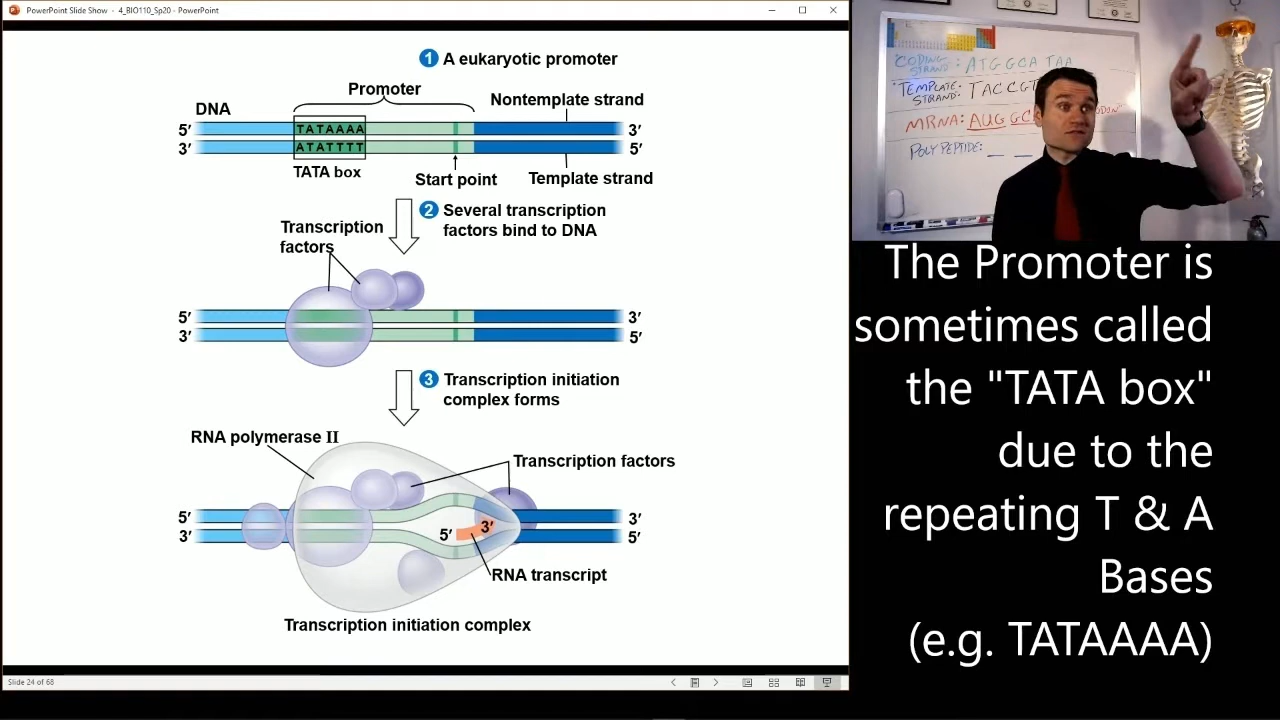 PowerPoint Slide Show - 4_BIO110_Sp20 - PowerPoint
1 A eukaryotic promoter
Promoter
DNA
Nontemplate strand
5′ TATAAAA 3′
3′ ATATTTT 5′
TATA box
Start point
Template strand
2 Several transcription
factors bind to DNA
Transcription
factors
5′ 3′
3′ 5′
3 Transcription initiation
complex forms
RNA polymerase II
Transcription factors
5′ 3′
3′ 5′
5′ 3′
RNA transcript
Transcription initiation complex
Slide 24 of 68
CODING
STRAND: ATG GCA TAA
TEMPLATE
STRAND: TACCGT
MRNA: AUG GC
POLYPEPTIDE:
The Promoter is
sometimes called
the "TATA box"
due to the
repeating T & A
Bases
(e.g. TATAAAA)